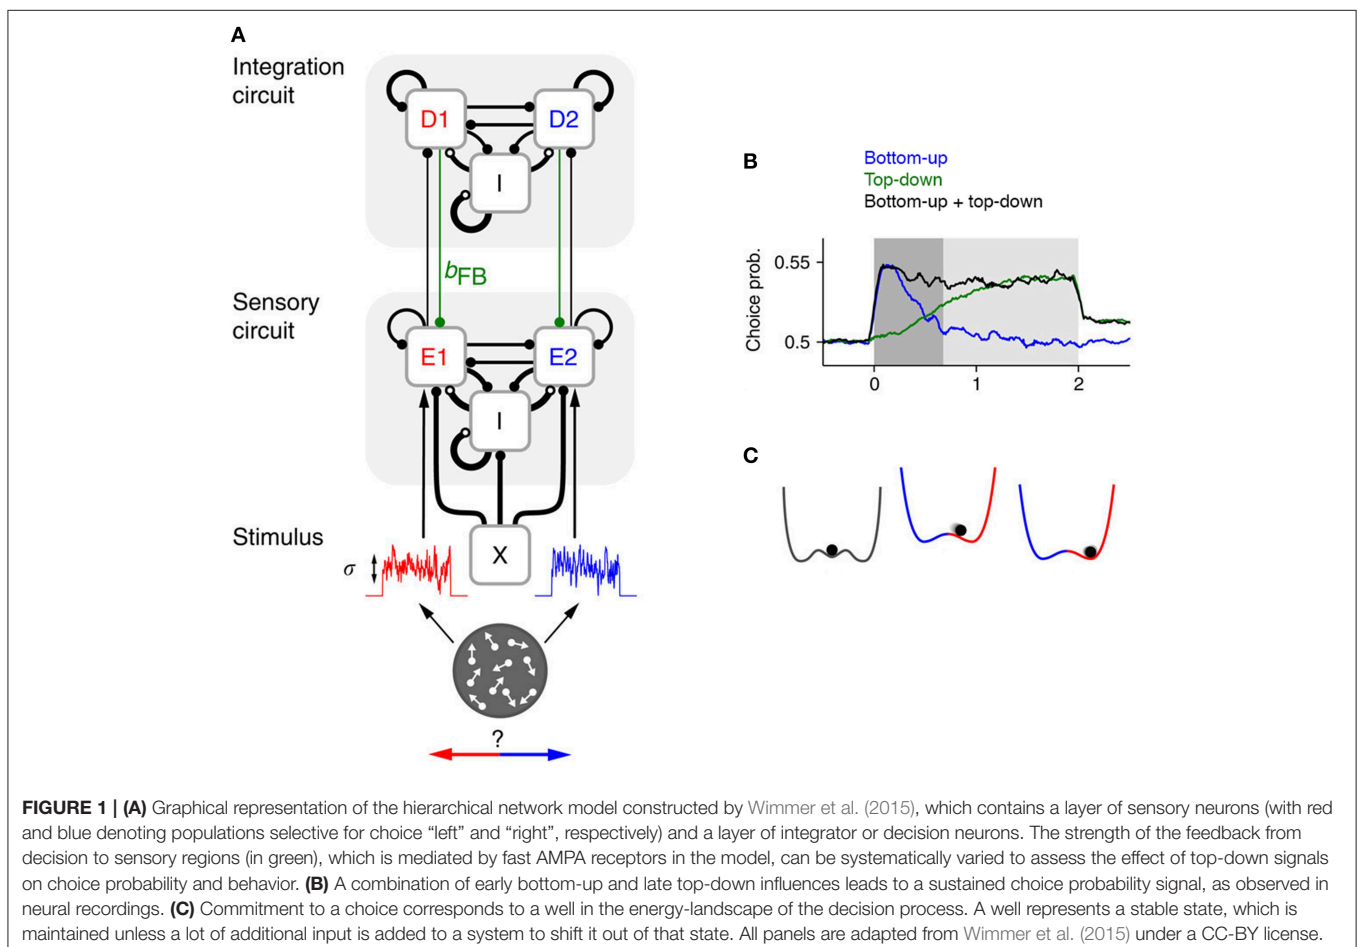 A
Integration
circuit
D1
D2
I
bFB
Sensory
circuit
E1
E2
I
Stimulus
X
σ
?
B
Bottom-up
Top-down
Bottom-up + top-down
Choice prob.
0.55
0.5
0
1
2
C
FIGURE 1 | (A) Graphical representation of the hierarchical network model constructed by Wimmer et al. (2015), which contains a layer of sensory neurons (with red
and blue denoting populations selective for choice “left” and “right”, respectively) and a layer of integrator or decision neurons. The strength of the feedback from
decision to sensory regions (in green), which is mediated by fast AMPA receptors in the model, can be systematically varied to assess the effect of top-down signals
on choice probability and behavior. (B) A combination of early bottom-up and late top-down influences leads to a sustained choice probability signal, as observed in
neural recordings. (C) Commitment to a choice corresponds to a well in the energy-landscape of the decision process. A well represents a stable state, which is
maintained unless a lot of additional input is added to a system to shift it out of that state. All panels are adapted from Wimmer et al. (2015) under a CC-BY license.